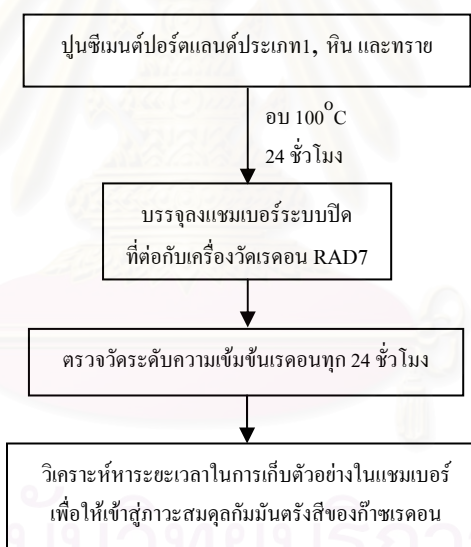 ปูนซีเมนต์ปอร์ตแลนด์ประเภท1, หิน และทราย
อบ 100°C
24 ชั่วโมง
บรรจุลงแชมเบอร์ระบบปิด
ที่ต่อกับเครื่องวัดเรดอน RAD7
ตรวจวัดระดับความเข้มข้นเรดอนทุก 24 ชั่วโมง
วิเคราะห์หาระยะเวลาในการเก็บตัวอย่างในแชมเบอร์
เพื่อให้เข้าสู่ภาวะสมดุลกัมมันตรังสีของก๊าซเรดอน